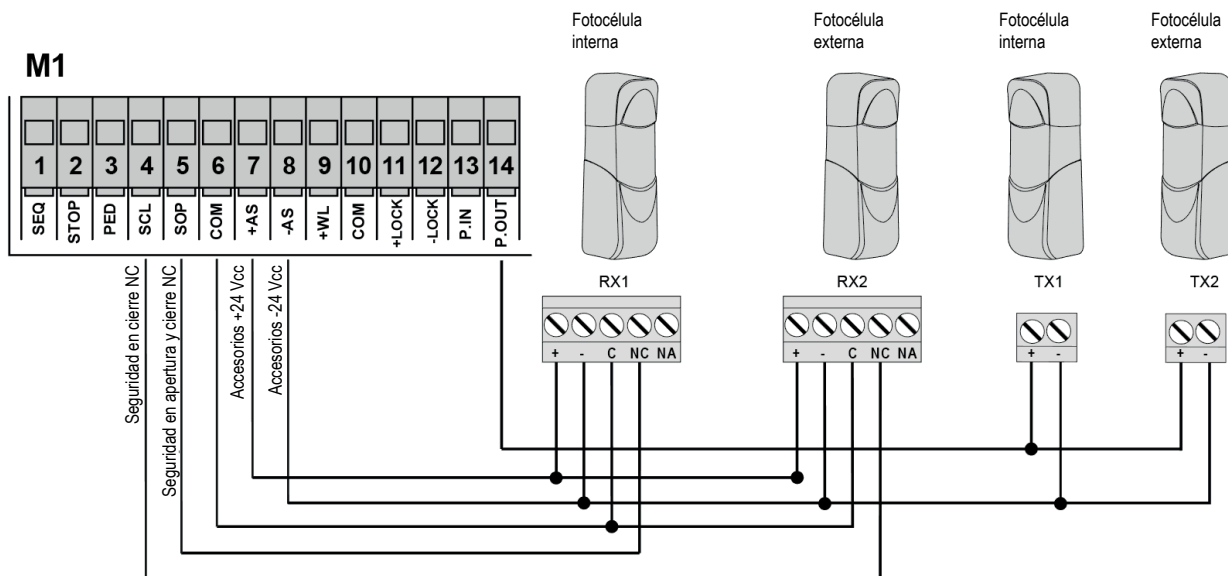 Fotocélula
interna
Fotocélula
externa
Fotocélula
interna
Fotocélula
externa
M1
1 2 3 4 5 6 7 8 9 10 11 12 13 14
SEQ
STOP
PED
SCL
SOP
COM
+AS
-AS
+WL
COM
+LOCK
-LOCK
P.IN
P.OUT
RX1
RX2
TX1
TX2
+ - C NC NA
+ - C NC NA
+ -
+ -
Seguridad en cierre NC
Seguridad en apertura y cierre NC
Accesorios +24 Vcc
Accesorios -24 Vcc